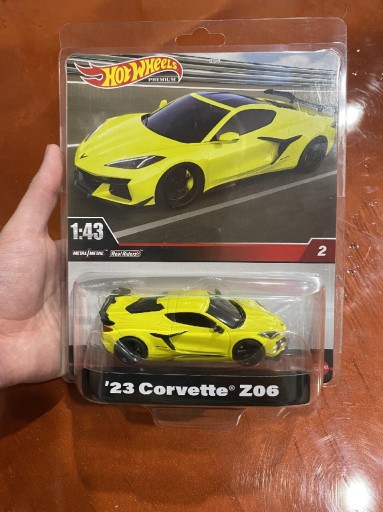 HOT WHEELS
PREMIUM
1:43
METAL/METAL Real Riders
2
'23 Corvette® Z06